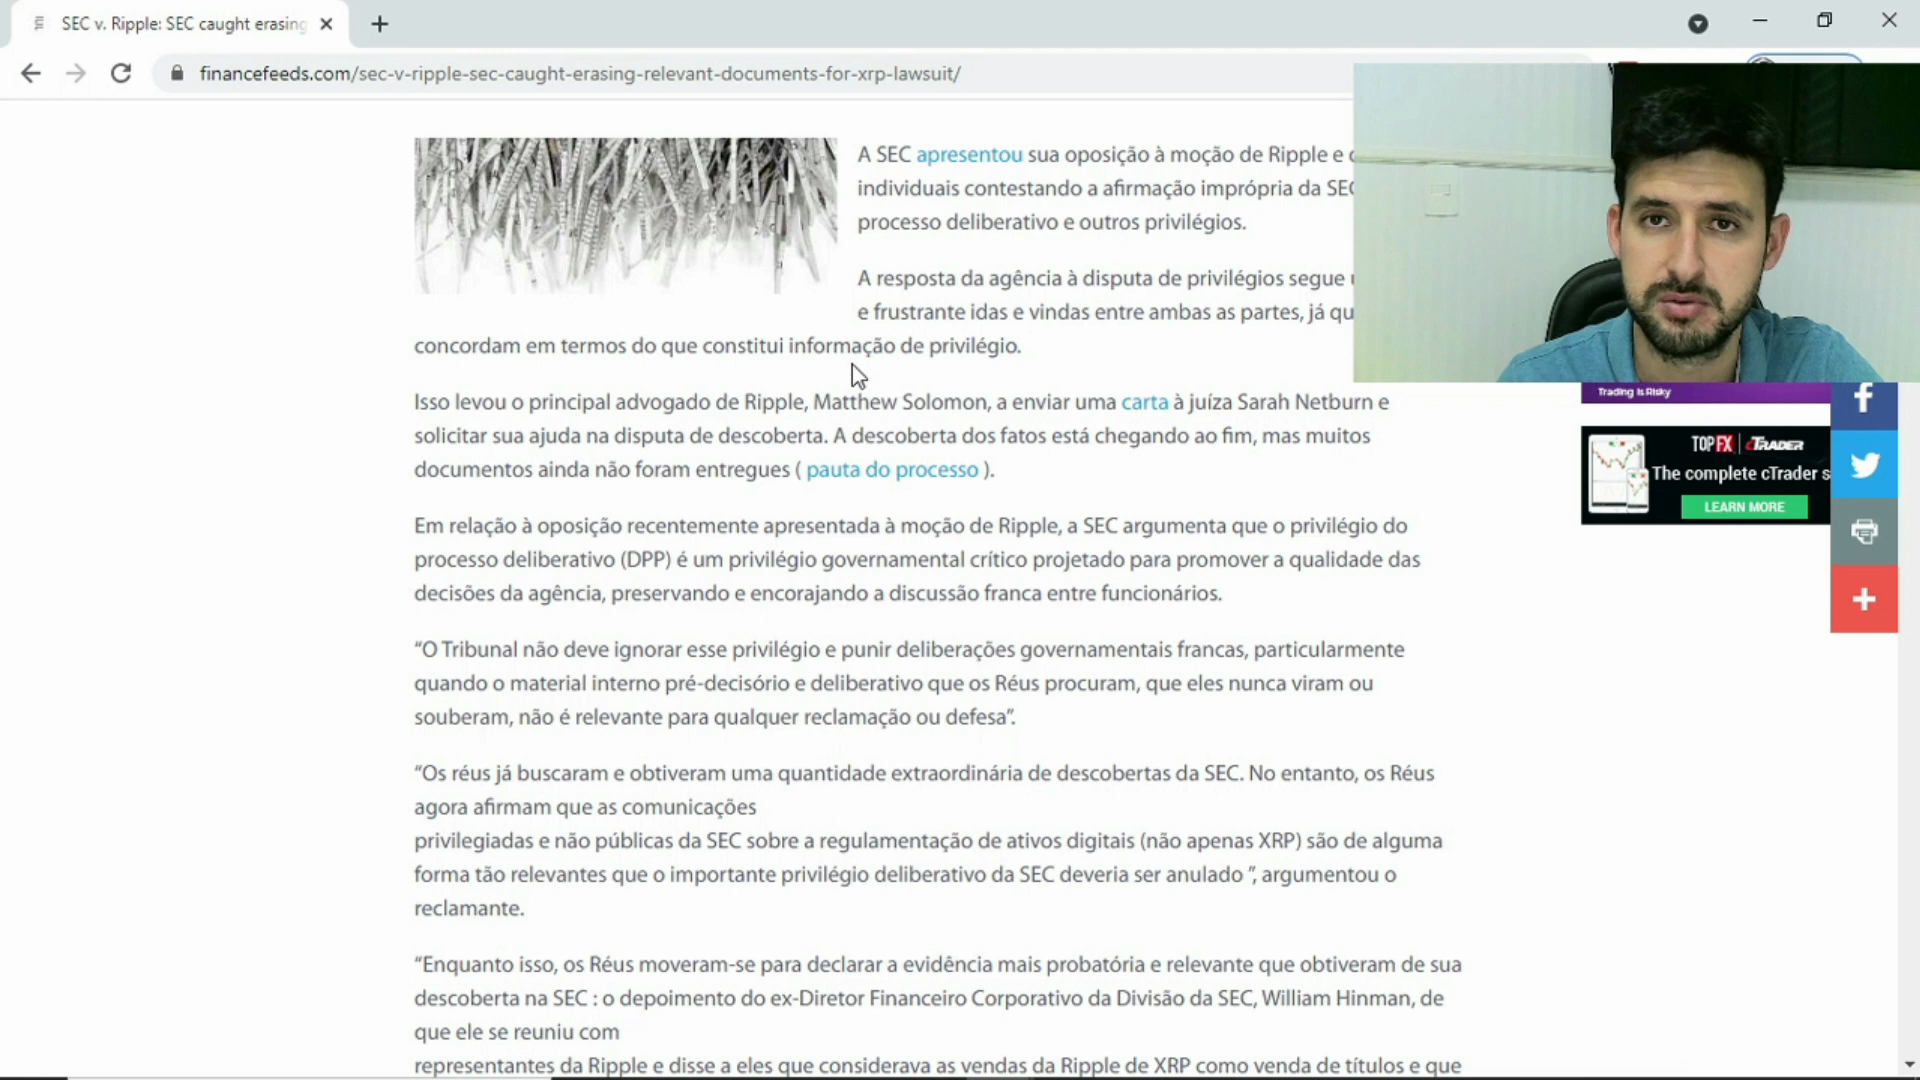 SEC v. Ripple: SEC caught erasing
financefeeds.com/sec-v-ripple-sec-caught-erasing-relevant-documents-for-xrp-lawsuit/
A SEC apresentou sua oposição à moção de Ripple e
individuais contestando a afirmação imprópria da SEC
processo deliberativo e outros privilégios.
A resposta da agência à disputa de privilégios segue
e frustrante idas e vindas entre ambas as partes, já
concordam em termos do que constitui informação de privilégio.
Isso levou o principal advogado de Ripple, Matthew Solomon, a enviar uma carta à juíza Sarah Netburn e
solicitar sua ajuda na disputa de descoberta. A descoberta dos fatos está chegando ao fim, mas muitos
documentos ainda não foram entregues ( pauta do processo ).
Em relação à oposição recentemente apresentada à moção de Ripple, a SEC argumenta que o privilégio do
processo deliberativo (DPP) é um privilégio governamental crítico projetado para promover a qualidade das
decisões da agência, preservando e encorajando a discussão franca entre funcionários.
“O Tribunal não deve ignorar esse privilégio e punir deliberações governamentais francas, particularmente
quando o material interno pré-decisório e deliberativo que os Réus procuram, que eles nunca viram ou
souberam, não é relevante para qualquer reclamação ou defesa”.
“Os réus já buscaram e obtiveram uma quantidade extraordinária de descobertas da SEC. No entanto, os Réus
agora afirmam que as comunicações
privilegiadas e não públicas da SEC sobre a regulamentação de ativos digitais (não apenas XRP) são de alguma
forma tão relevantes que o importante privilégio deliberativo da SEC deveria ser anulado ”, argumentou o
reclamante.
“Enquanto isso, os Réus moveram-se para declarar a evidência mais probatória e relevante que obtiveram de sua
descoberta na SEC : o depoimento do ex-Diretor Financeiro Corporativo da Divisão da SEC, William Hinman, de
que ele se reuniu com
representantes da Ripple e disse a eles que considerava as vendas da Ripple de XRP como venda de títulos e que
Trading Is Risky
TOPFX | cTRADER
The complete cTrader s
LEARN MORE